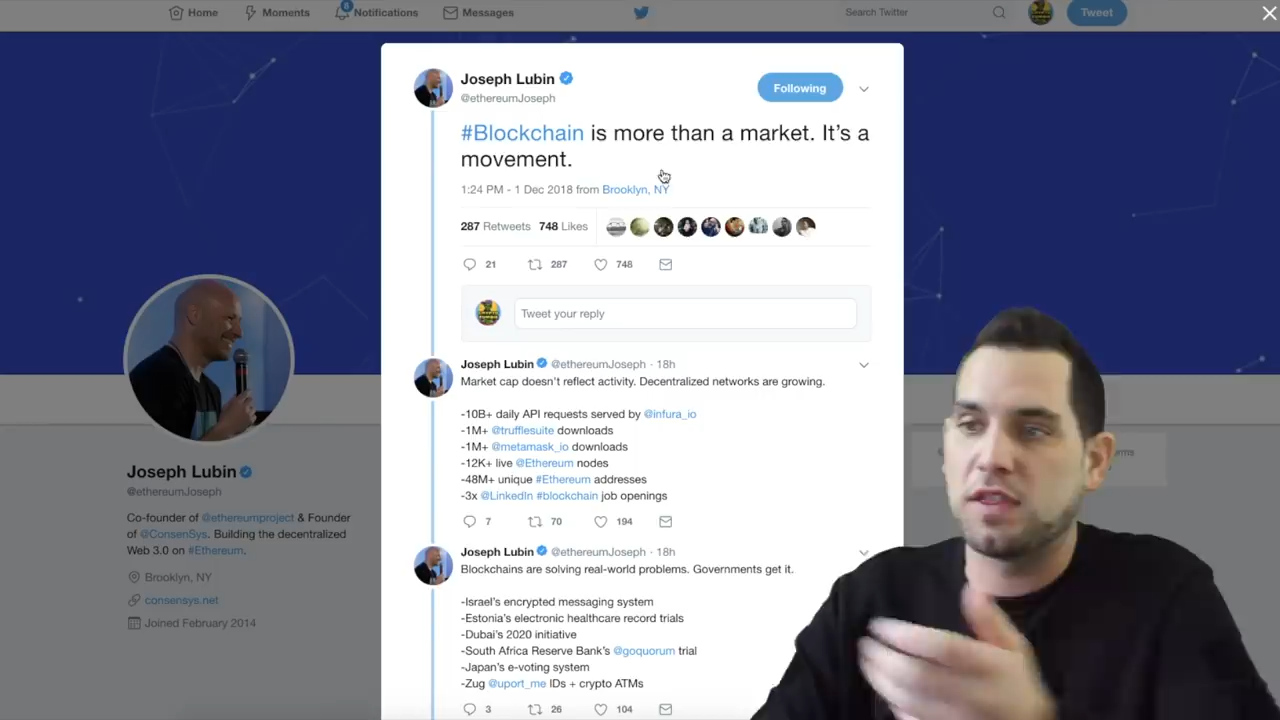 Home
Moments
8
Notifications
Messages
Search Twitter
Tweet
Joseph Lubin
@ethereumJoseph
Following
#Blockchain is more than a market. It's a
movement.
1:24 PM - 1 Dec 2018 from Brooklyn, NY
287 Retweets 748 Likes
21 287 748
Tweet your reply
Joseph Lubin @ethereumJoseph · 18h
Market cap doesn't reflect activity. Decentralized networks are growing.
-10B+ daily API requests served by @infura_io
-1M+ @trufflesuite downloads
-1M+ @metamask_io downloads
-12K+ live @Ethereum nodes
-48M+ unique #Ethereum addresses
-3x @LinkedIn #blockchain job openings
7 70 194
Joseph Lubin @ethereumJoseph · 18h
Blockchains are solving real-world problems. Governments get it.
-Israel's encrypted messaging system
-Estonia's electronic healthcare record trials
-Dubai's 2020 initiative
-South Africa Reserve Bank's @goquorum trial
-Japan's e-voting system
-Zug @uport_me IDs + crypto ATMs
3 26 104
Joseph Lubin
@ethereumJoseph
Co-founder of @ethereumproject & Founder
of @ConsenSys. Building the decentralized
Web 3.0 on #Ethereum.
Brooklyn, NY
consensys.net
Joined February 2014